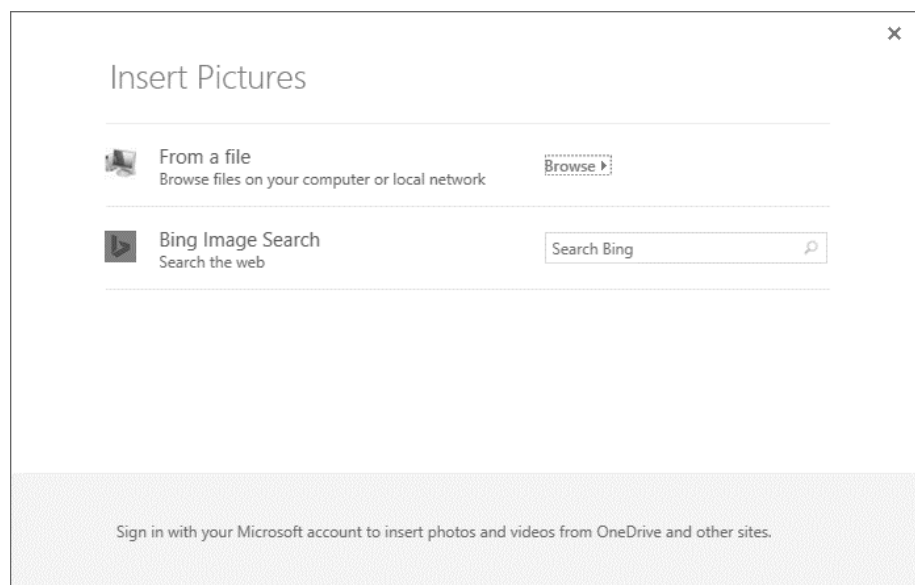 Insert Pictures
From a file
Browse files on your computer or local network
Browse
Bing Image Search
Search the web
Search Bing
Sign in with your Microsoft account to insert photos and videos from OneDrive and other sites.